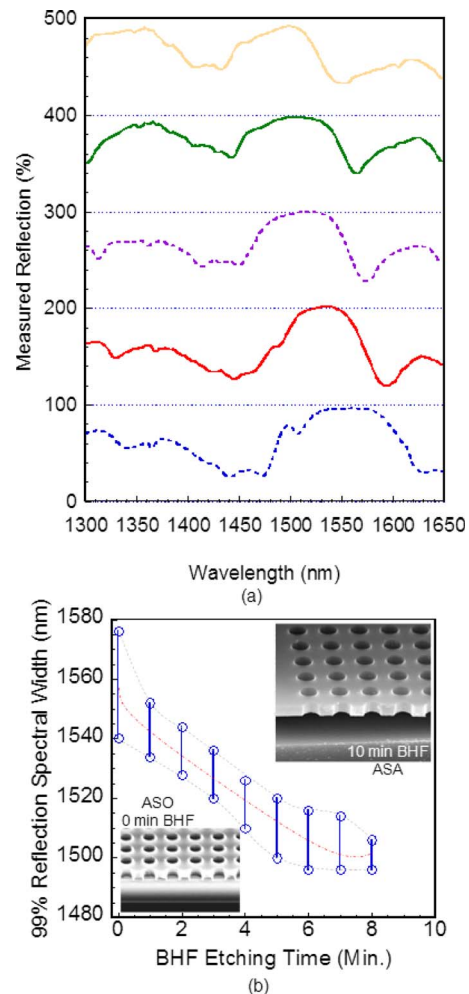 500
400
300
200
100
0
Measured Reflection (%)
1300 1350 1400 1450 1500 1550 1600 1650
Wavelength (nm)
(a)
1580
1560
1540
1520
1500
1480
99% Reflection Spectral Width (nm)
10 min BHF
ASA
ASO
0 min BHF
0 2 4 6 8 10
BHF Etching Time (Min.)
(b)